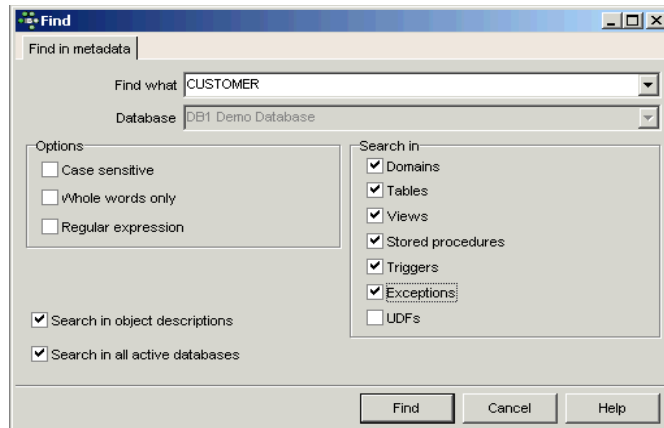 Find
Find in metadata
Find what CUSTOMER
Database DB1 Demo Database
Options
Case sensitive
Whole words only
Regular expression
Search in object descriptions
Search in all active databases
Search in
Domains
Tables
Views
Stored procedures
Triggers
Exceptions
UDFs
Find Cancel Help